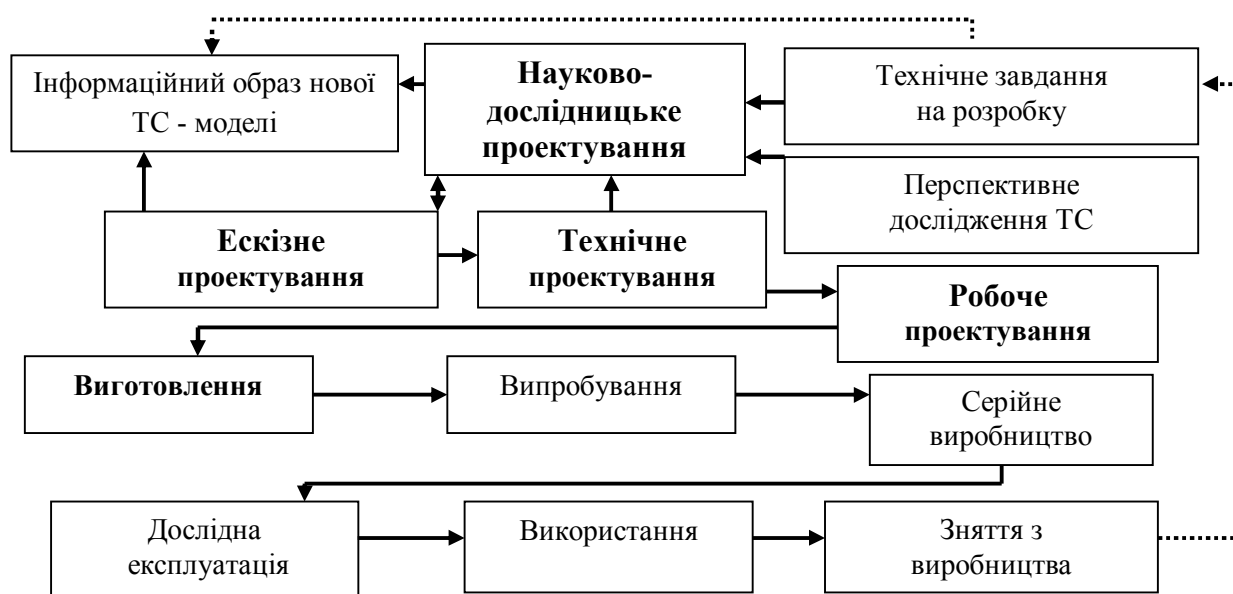 Інформаційний образ нової
ТС - моделі
Науково-
дослідницьке
проектування
Технічне завдання
на розробку
Перспективне
дослідження ТС
Ескізне
проектування
Технічне
проектування
Робоче
проектування
Виготовлення
Випробування
Серійне
виробництво
Дослідна
експлуатація
Використання
Зняття з
виробництва